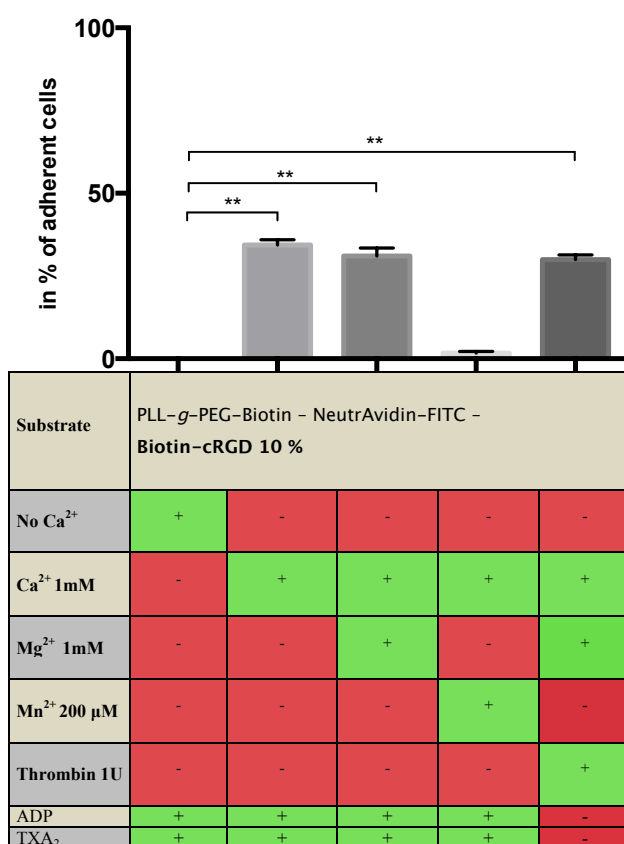 100
**
**
50
**
in % of adherent cells
0
Substrate PLL-g-PEG-Biotin – NeutrAvidin-FITC –
Biotin-cRGD 10 %
No Ca²⁺ + - - - -
Ca²⁺ 1mM - + + + +
Mg²⁺ 1mM - - + - +
Mn²⁺ 200 µM - - - + -
Thrombin 1U - - - - +
ADP + + + + -
TXA₂ + + + + -